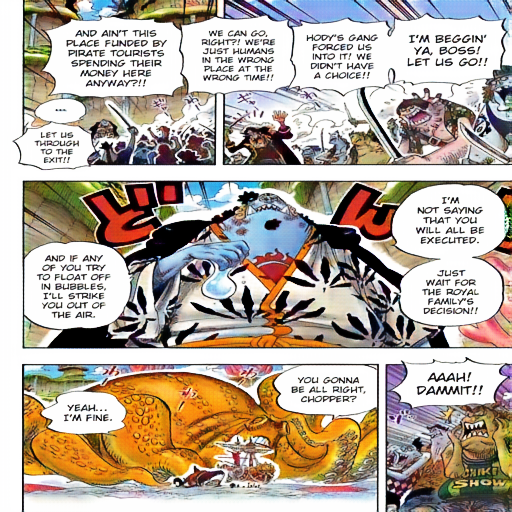 AND AIN'T THIS
PLACE FUNDED BY
PIRATE TOURISTS
SPENDING THEIR
MONEY HERE
ANYWAY?!!
WE CAN GO,
RIGHT?! WE'RE
JUST HUMANS
IN THE WRONG
PLACE AT THE
WRONG TIME!!
HODY'S GANG
FORCED US
INTO IT! WE
DIDN'T HAVE
A CHOICE!!
I'M BEGGIN'
YA, BOSS!
LET US GO!!
...
LET US
THROUGH
TO THE
EXIT!!
ど
ん
I'M
NOT SAYING
THAT YOU
WILL ALL BE
EXECUTED.
JUST
WAIT FOR
THE ROYAL
FAMILY'S
DECISION!!
AND IF ANY
OF YOU TRY
TO FLOAT OFF
IN BUBBLES,
I'LL STRIKE
YOU OUT OF
THE AIR.
YEAH...
I'M FINE.
YOU GONNA
BE ALL RIGHT,
CHOPPER?
AAAH!
DAMMIT!!
SHOW